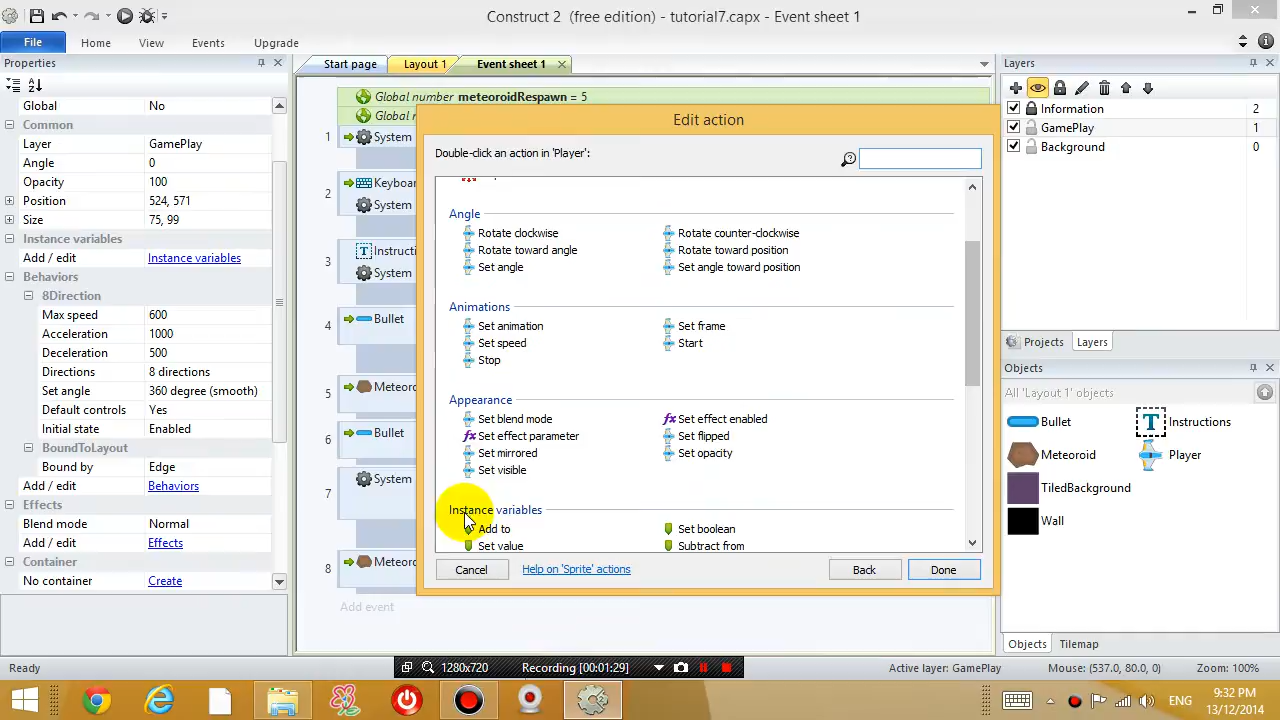 Construct 2  (free edition) - tutorial7.capx - Event sheet 1
File
Home
View
Events
Upgrade
Properties
Start page
Layout 1
Event sheet 1
Layers
Global
No
Common
Layer
GamePlay
Angle
0
Opacity
100
Position
524, 571
Size
75, 99
Instance variables
Add / edit
Instance variables
Behaviors
8Direction
Max speed
600
Acceleration
1000
Deceleration
500
Directions
8 directions
Set angle
360 degree (smooth)
Default controls
Yes
Initial state
Enabled
BoundToLayout
Bound by
Edge
Add / edit
Behaviors
Effects
Blend mode
Normal
Add / edit
Effects
Container
No container
Create
Global number meteoroidRespawn = 5
Global
1
System
2
Keyboar
System
3
T
Instructi
System
4
Bullet
5
Meteoro
6
Bullet
7
System
8
Meteoro
Add event
Edit action
Double-click an action in 'Player':
Angle
Rotate clockwise
Rotate counter-clockwise
Rotate toward angle
Rotate toward position
Set angle
Set angle toward position
Animations
Set animation
Set frame
Set speed
Start
Stop
Appearance
Set blend mode
fx Set effect enabled
fx Set effect parameter
Set flipped
Set mirrored
Set opacity
Set visible
Instance variables
Add to
Set boolean
Set value
Subtract from
Cancel
Help on 'Sprite' actions
Back
Done
Information
2
GamePlay
1
Background
0
Projects
Layers
Objects
All 'Layout 1' objects
Bullet
T
Instructions
Meteoroid
Player
TiledBackground
Wall
Objects
Tilemap
Ready
1280x720
Recording [00:01:29]
Active layer: GamePlay
Mouse: (537.0, 80.0, 0)
Zoom: 100%
ENG
9:32 PM
13/12/2014